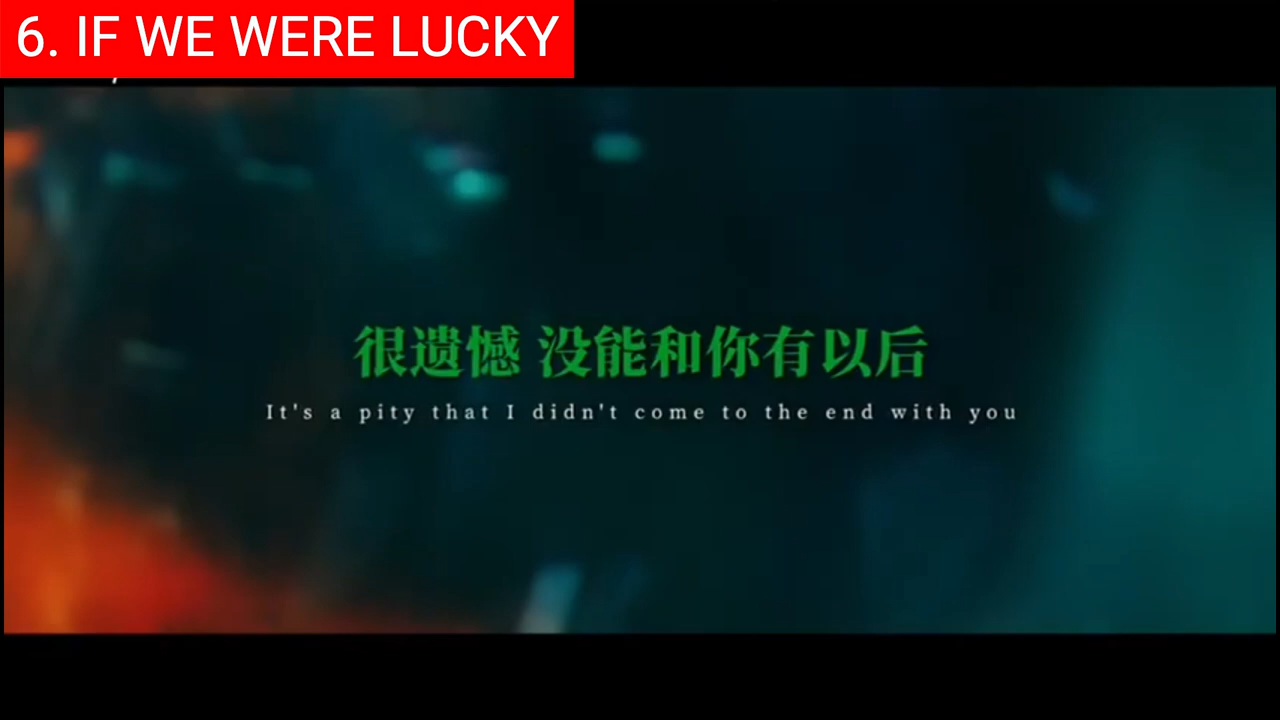 6. IF WE WERE LUCKY
很遗憾 没能和你有以后
It's a pity that I didn't come to the end with you